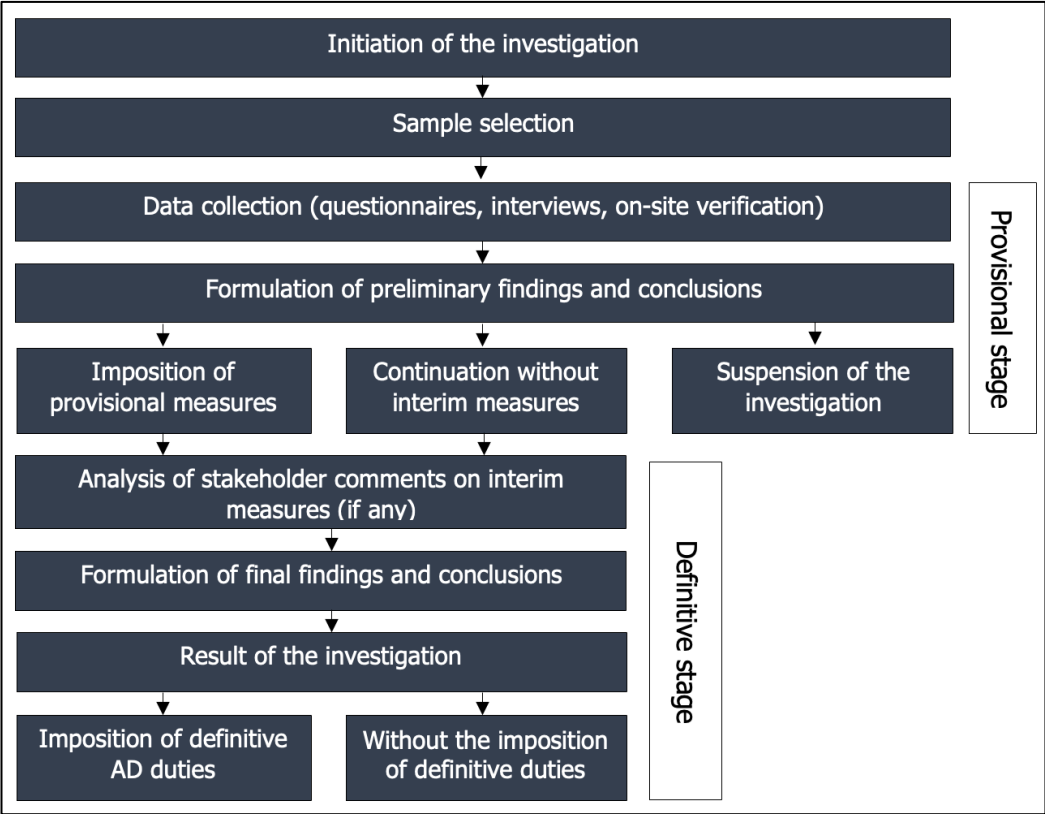 Initiation of the investigation
Sample selection
Data collection (questionnaires, interviews, on-site verification)
Provisional stage
Formulation of preliminary findings and conclusions
Imposition of
provisional measures
Continuation without
interim measures
Suspension of the
investigation
Analysis of stakeholder comments on interim
measures (if any)
Definitive stage
Formulation of final findings and conclusions
Result of the investigation
Imposition of definitive
AD duties
Without the imposition
of definitive duties